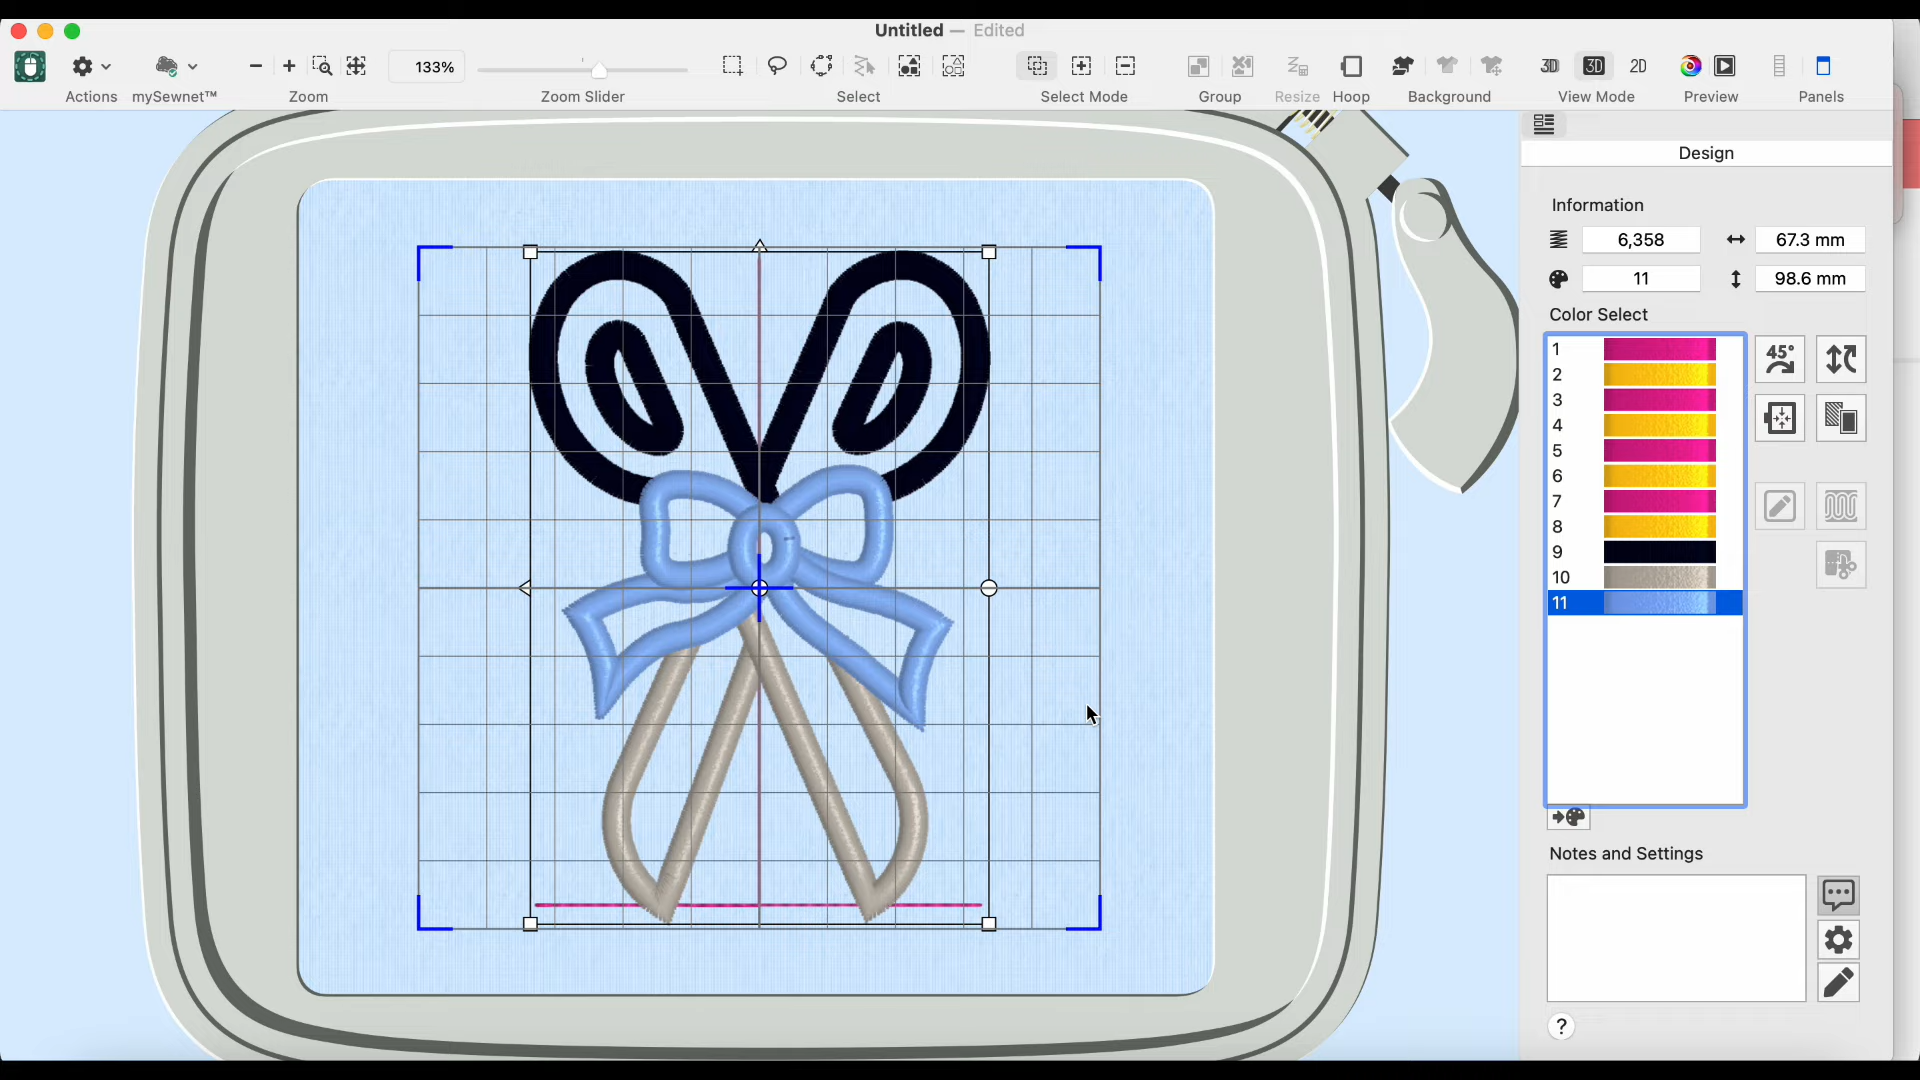 Untitled — Edited
133%
Actions mySewnet™ Zoom Zoom Slider Select Select Mode Group Resize Hoop Background View Mode Preview Panels
3D 3D 2D
Design
Information
6,358 67.3 mm
11 98.6 mm
Color Select
1
2
3
4
5
6
7
8
9
10
11
45°
Notes and Settings
?